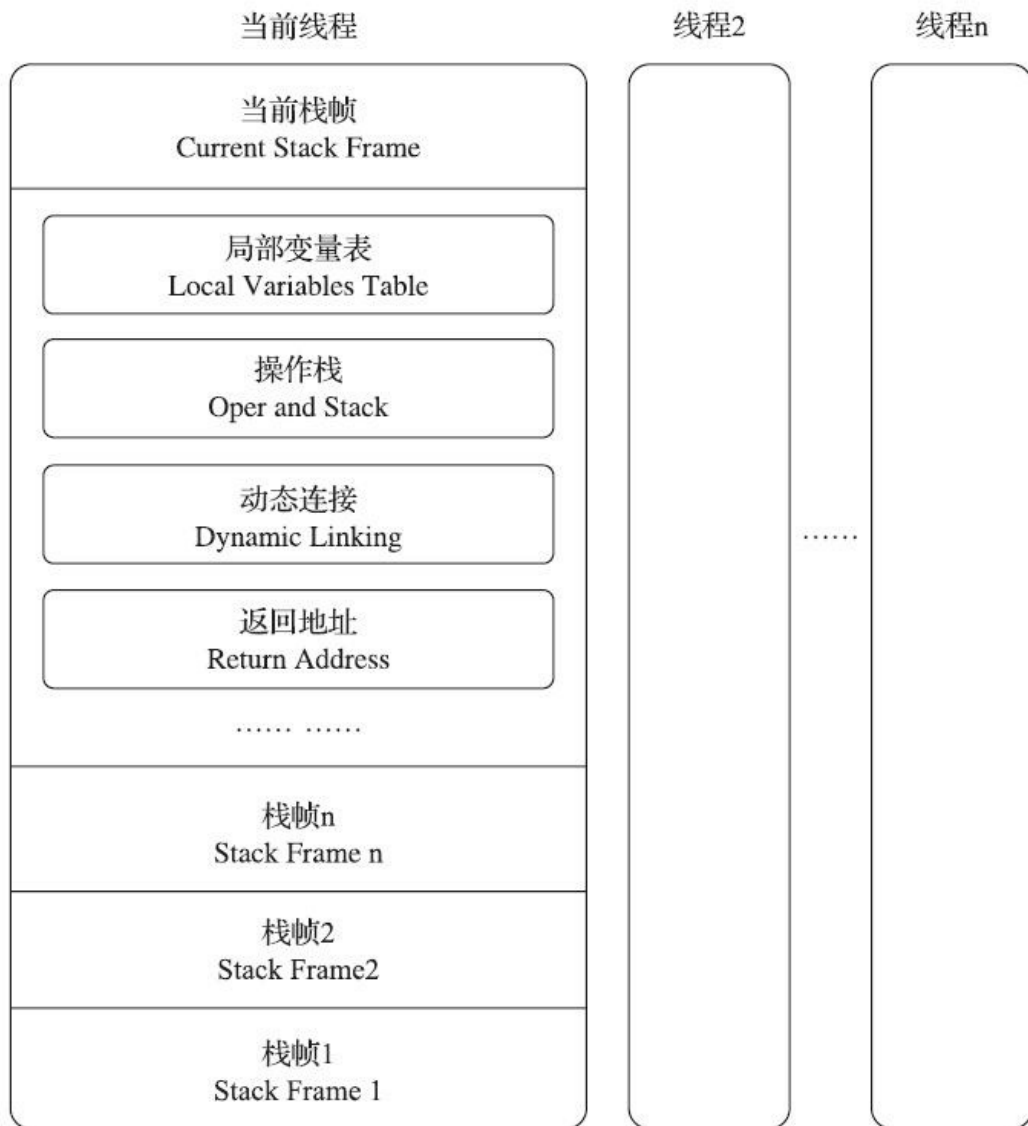 当前线程
线程2
线程n
当前栈帧
Current Stack Frame
局部变量表
Local Variables Table
操作栈
Oper and Stack
动态连接
Dynamic Linking
……
返回地址
Return Address
…… ……
栈帧n
Stack Frame n
栈帧2
Stack Frame2
栈帧1
Stack Frame 1